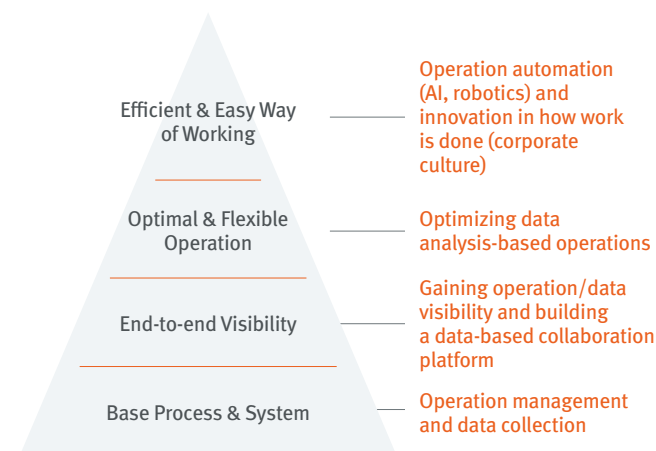 Efficient & Easy Way
of Working
Operation automation
(AI, robotics) and
innovation in how work
is done (corporate
culture)
Optimal & Flexible
Operation
Optimizing data
analysis-based operations
End-to-end Visibility
Gaining operation/data
visibility and building
a data-based collaboration
platform
Base Process & System
Operation management
and data collection